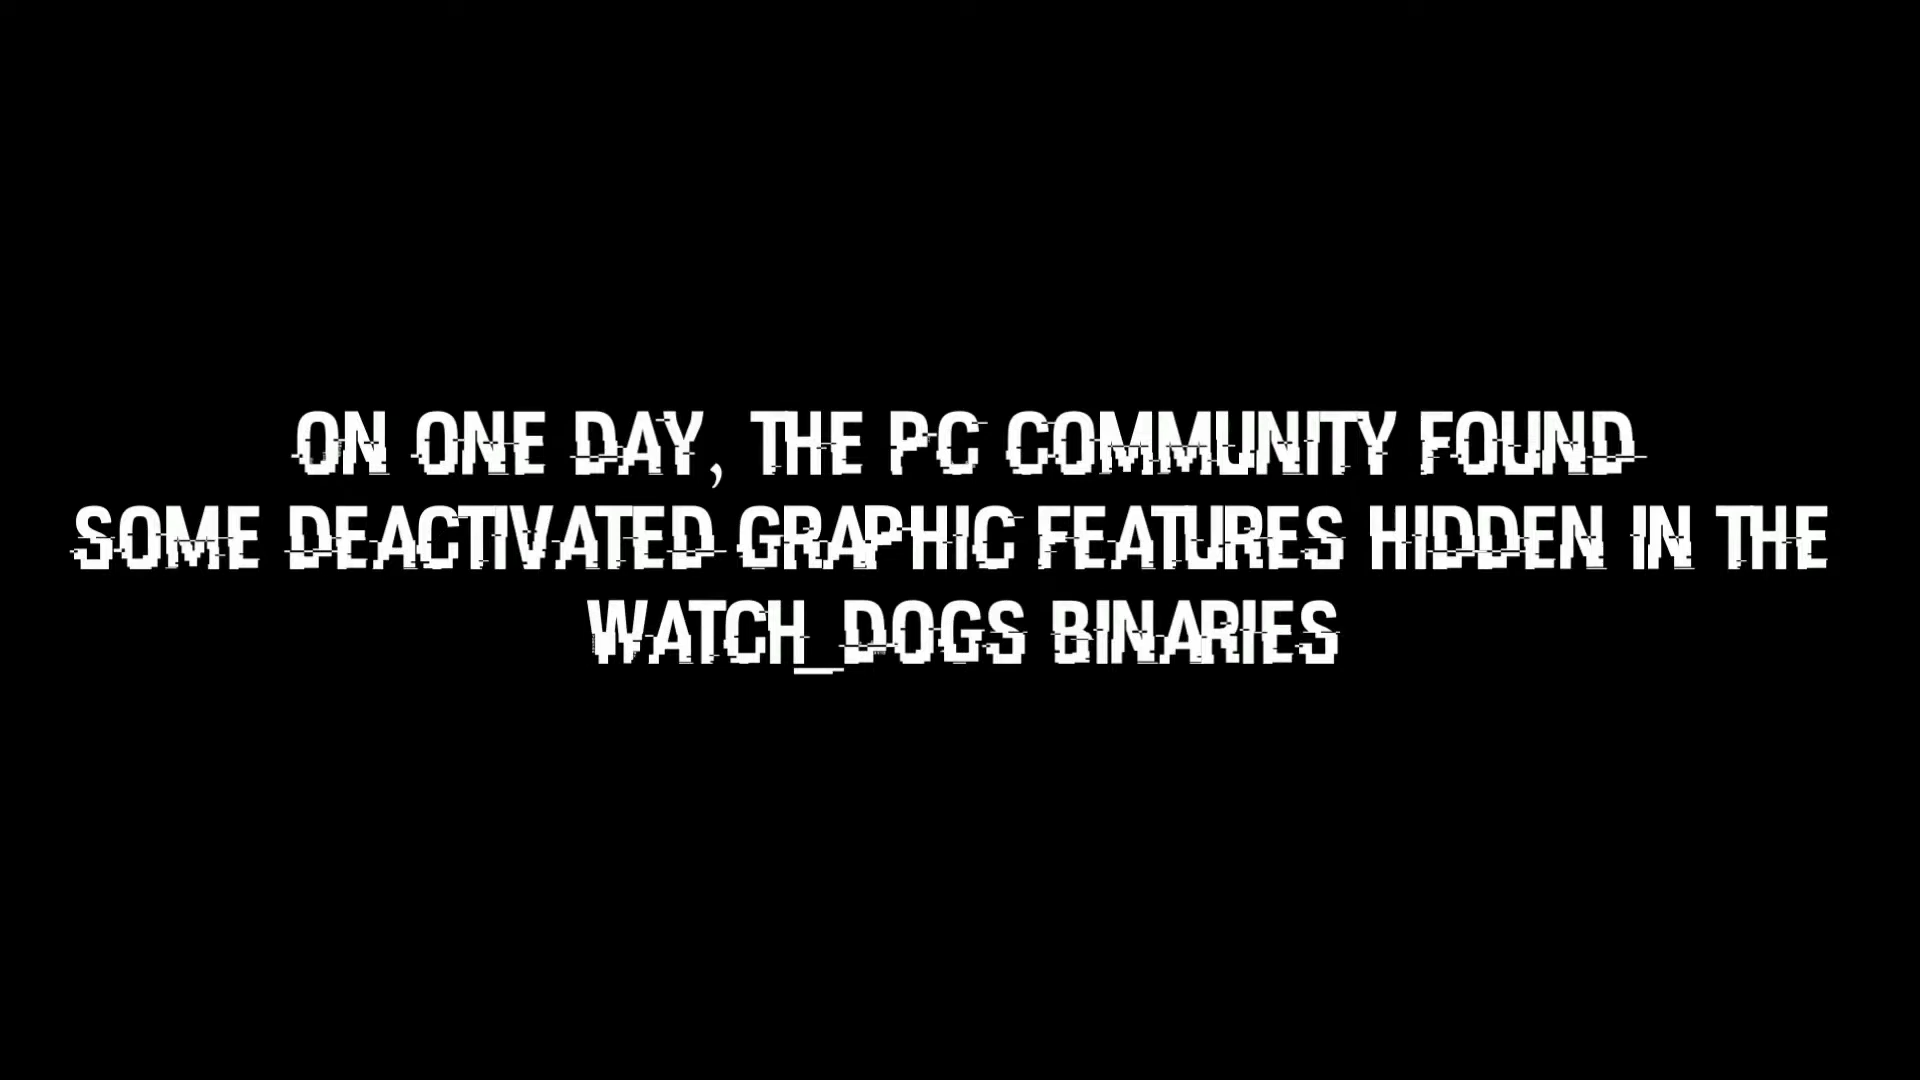 ON ONE DAY, THE PC COMMUNITY FOUND
SOME DEACTIVATED GRAPHIC FEATURES HIDDEN IN THE
WATCH_DOGS BINARIES